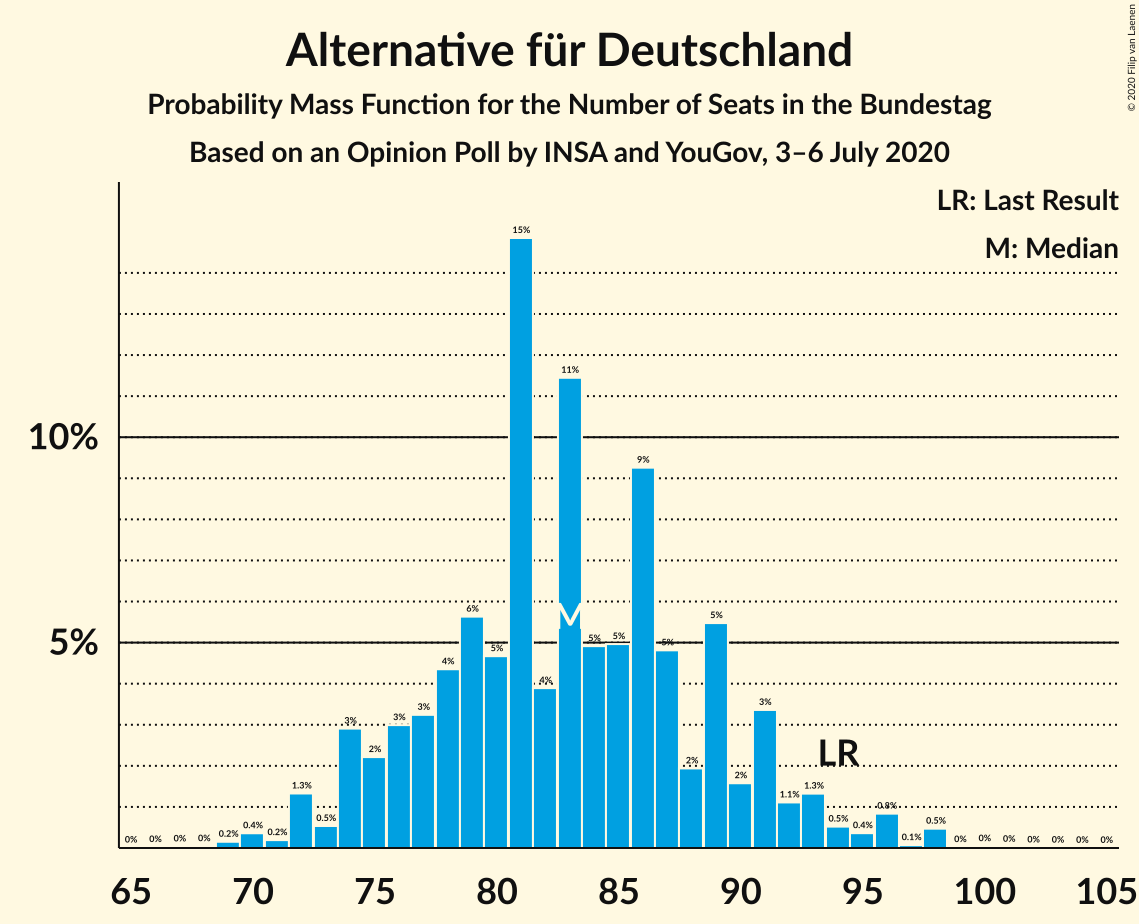 Alternative für Deutschland
Probability Mass Function for the Number of Seats in the Bundestag
Based on an Opinion Poll by INSA and YouGov, 3–6 July 2020
© 2020 Filip van Laenen
LR: Last Result
M: Median
10%
5%
0% 0% 0% 0% 0.2% 0.4% 0.2% 1.3% 0.5% 3% 2% 3% 3% 4% 6% 5% 15% 4% 11% 5% 5% 9% 5% 2% 5% 2% 3% 1.1% 1.3% 0.5% 0.4% 0.8% 0.1% 0.5% 0% 0% 0% 0% 0% 0% 0%
M
LR
65 70 75 80 85 90 95 100 105